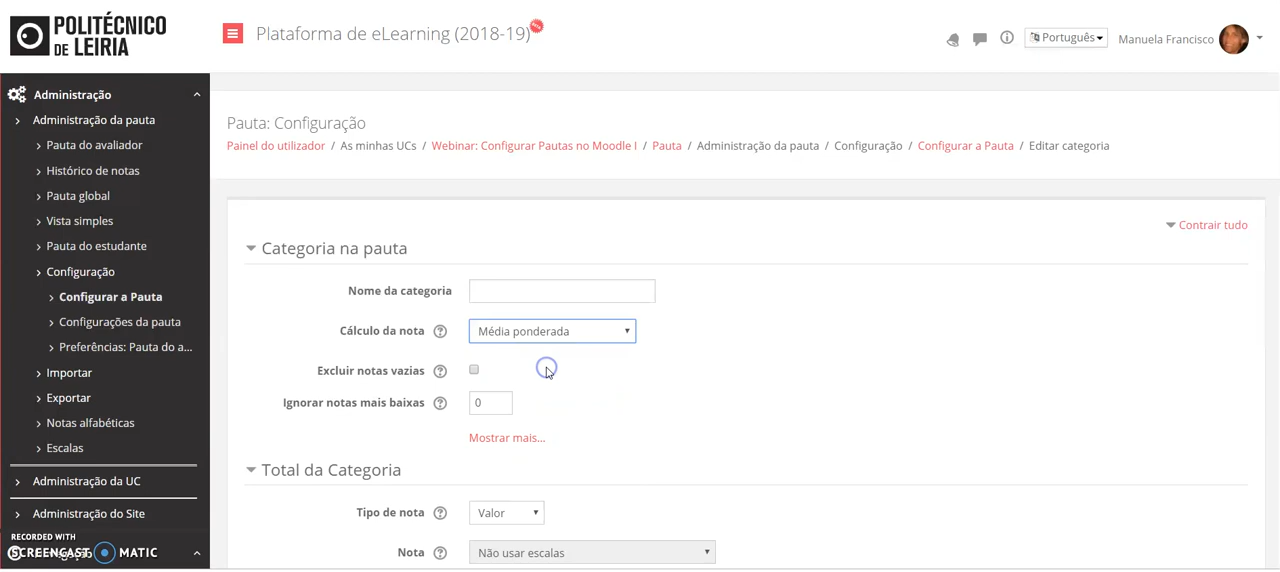 POLITÉCNICO
DE LEIRIA
Plataforma de eLearning (2018-19)
beta
Português
Manuela Francisco
Administração
Administração da pauta
Pauta do avaliador
Histórico de notas
Pauta global
Vista simples
Pauta do estudante
Configuração
Configurar a Pauta
Configurações da pauta
Preferências: Pauta do a...
Importar
Exportar
Notas alfabéticas
Escalas
Administração da UC
Administração do Site
RECORDED WITH
SCREENCAST MATIC
Pauta: Configuração
Painel do utilizador / As minhas UCs / Webinar: Configurar Pautas no Moodle I / Pauta / Administração da pauta / Configuração / Configurar a Pauta / Editar categoria
Contrair tudo
Categoria na pauta
Nome da categoria
Cálculo da nota ? Média ponderada
Excluir notas vazias ?
Ignorar notas mais baixas ? 0
Mostrar mais...
Total da Categoria
Tipo de nota ? Valor
Nota ? Não usar escalas